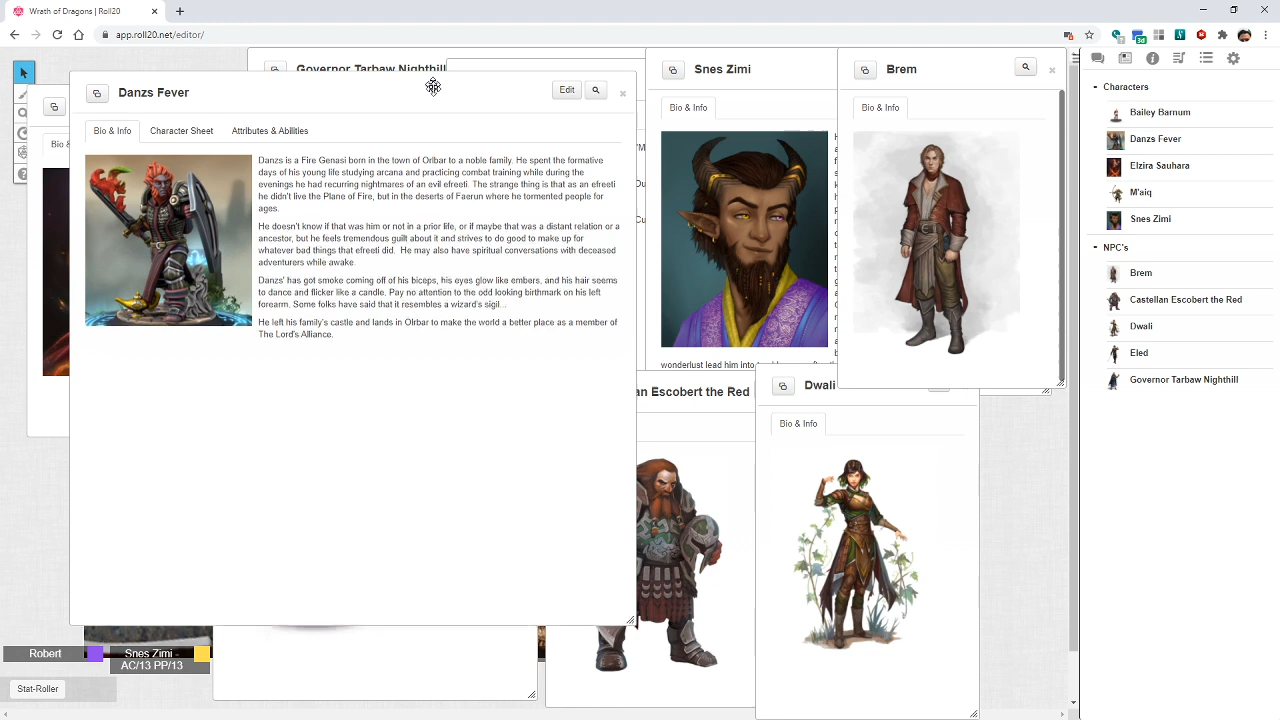 Wrath of Dragons | Roll20
app.roll20.net/editor/
3d
Governor Tarbaw Nighthill
Snes Zimi
Brem
Danzs Fever
Edit
Bio & Info
Character Sheet
Attributes & Abilities
Bio & Info
Bio & Info
Danzs is a Fire Genasi born in the town of Orlbar to a noble family. He spent the formative
days of his young life studying arcana and practicing combat training while during the
evenings he had recurring nightmares of an evil efreeti. The strange thing is that as an efreeti
he didn't live the Plane of Fire, but in the deserts of Faerun where he tormented people for
ages.
He doesn't know if that was him or not in a prior life, or if maybe that was a distant relation or a
ancestor, but he feels tremendous guilt about it and strives to do good to make up for
whatever bad things that efreeti did. He may also have spiritual conversations with deceased
adventurers while awake.
Danzs' has got smoke coming off of his biceps, his eyes glow like embers, and his hair seems
to dance and flicker like a candle. Pay no attention to the odd looking birthmark on his left
forearm. Some folks have said that it resembles a wizard's sigil...
He left his family's castle and lands in Orlbar to make the world a better place as a member of
The Lord's Alliance.
wonderlust lead him into
an Escobert the Red
Dwali
Bio & Info
Characters
Bailey Barnum
Danzs Fever
Elzira Sauhara
M'aiq
Snes Zimi
NPC's
Brem
Castellan Escobert the Red
Dwali
Eled
Governor Tarbaw Nighthill
Robert
Snes Zimi -
AC/13 PP/13
Stat-Roller